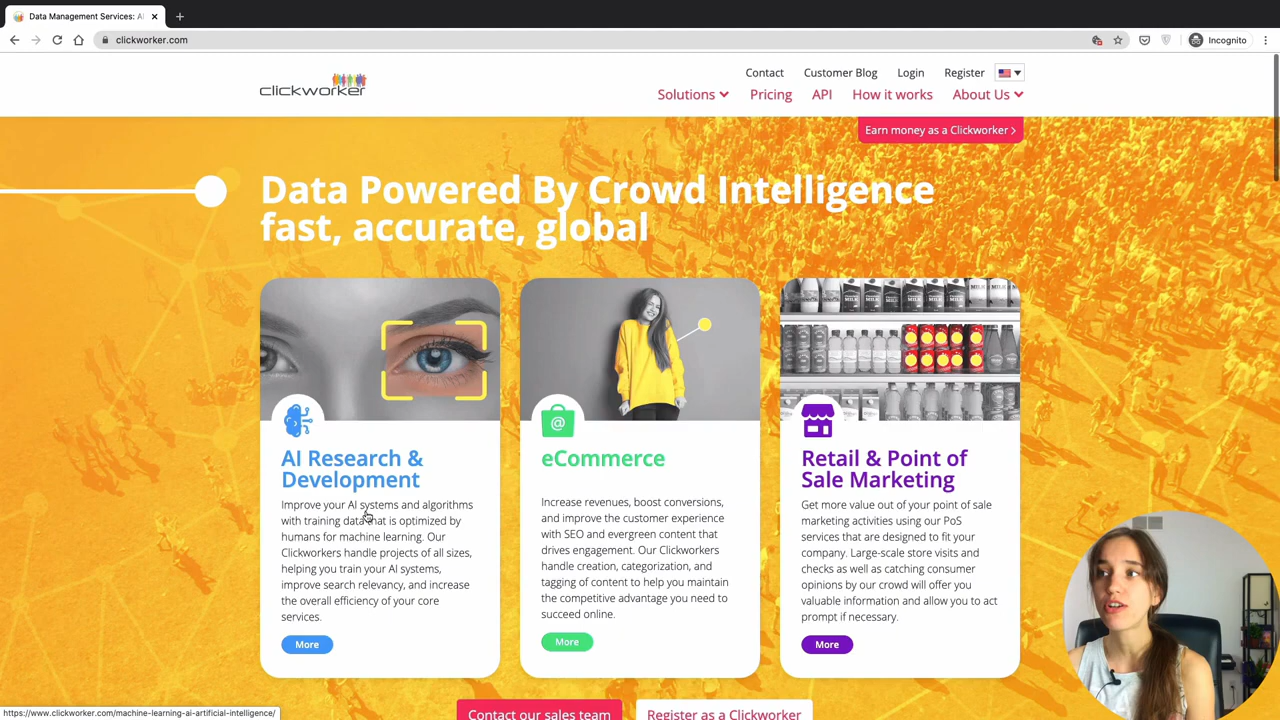 Data Management Services: AI
clickworker.com
Incognito
clickworker
Contact
Customer Blog
Login
Register
Solutions
Pricing
API
How it works
About Us
Earn money as a Clickworker
Data Powered By Crowd Intelligence
fast, accurate, global
AI Research &
Development
Improve your AI systems and algorithms
with training data that is optimized by
humans for machine learning. Our
Clickworkers handle projects of all sizes,
helping you train your AI systems,
improve search relevancy, and increase
the overall efficiency of your core
services.
More
@
eCommerce
Increase revenues, boost conversions,
and improve the customer experience
with SEO and evergreen content that
drives engagement. Our Clickworkers
handle creation, categorization, and
tagging of content to help you maintain
the competitive advantage you need to
succeed online.
More
MILK
Retail & Point of
Sale Marketing
Get more value out of your point of sale
marketing activities using our PoS
services that are designed to fit your
company. Large-scale store visits and
checks as well as catching consumer
opinions by our crowd will offer you
valuable information and allow you to act
prompt if necessary.
More
Contact our sales team
Register as a Clickworker
https://www.clickworker.com/machine-learning-ai-artificial-intelligence/